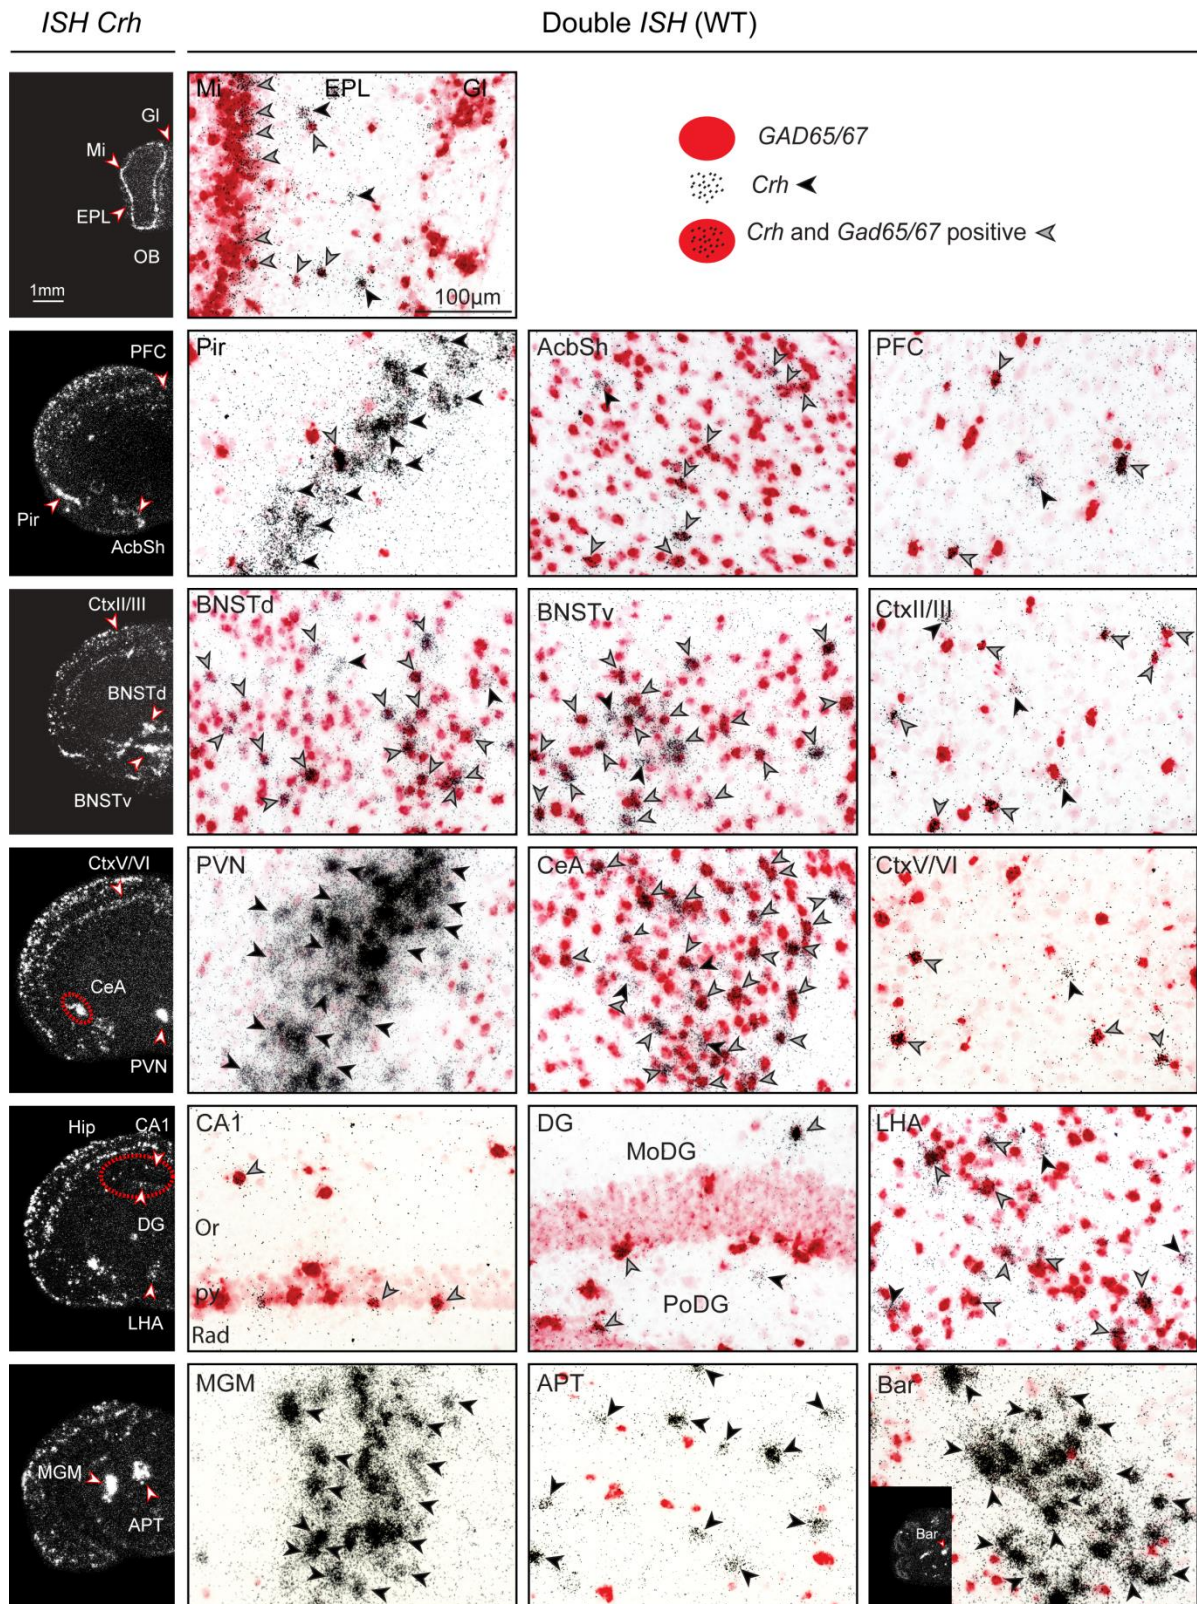 ISH Crh
Double ISH (WT)
Gl
Mi
EPL
OB
1mm
Mi EPL Gl
100µm
GAD65/67
Crh
Crh and Gad65/67 positive
PFC
Pir
AcbSh
Pir
AcbSh
PFC
CtxII/III
BNSTd
BNSTv
BNSTd
BNSTv
CtxII/III
CtxV/VI
CeA
PVN
PVN
CeA
CtxV/VI
Hip CA1
DG
LHA
CA1
Or
py
Rad
DG
MoDG
PoDG
LHA
MGM
APT
MGM
APT
Bar
Bar